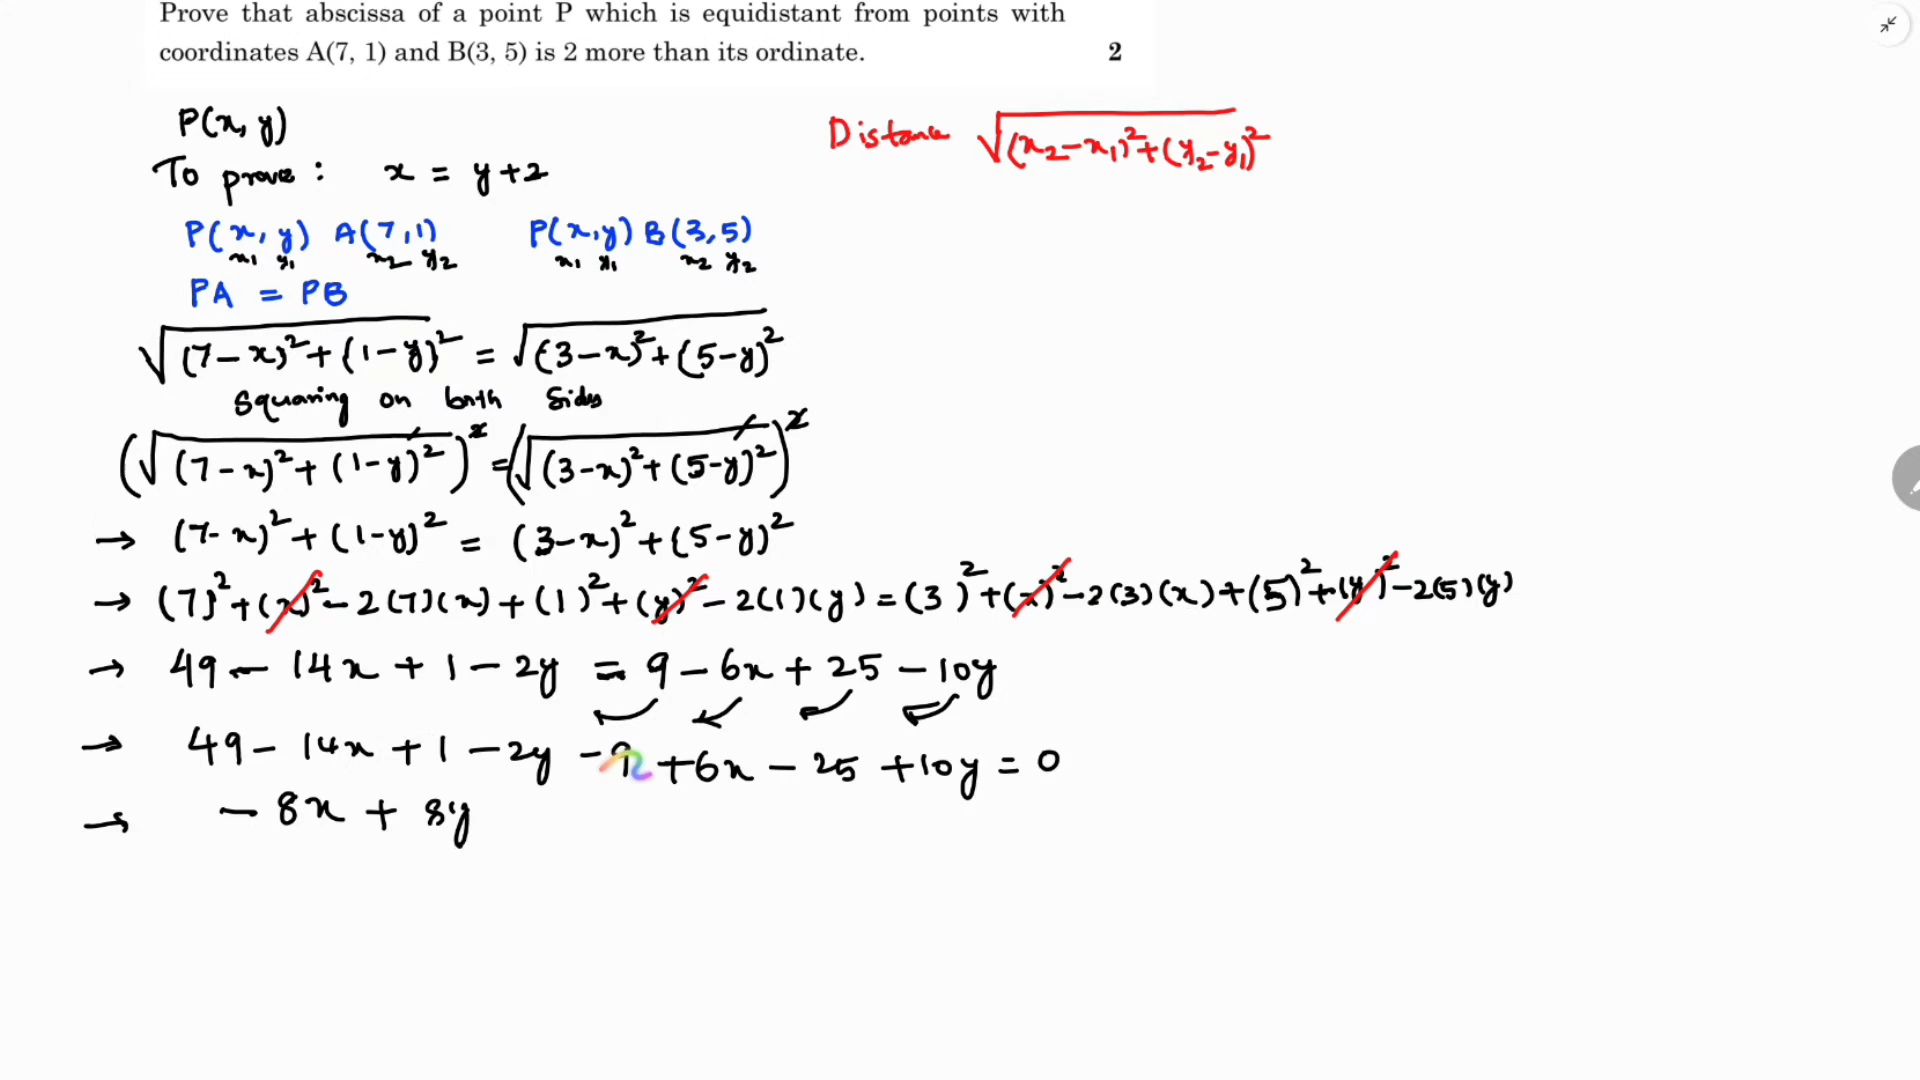 Prove that abscissa of a point P which is equidistant from points with
coordinates A(7, 1) and B(3, 5) is 2 more than its ordinate. 2
P(x, y)
Distance √(x₂-x₁)²+(y₂-y₁)²
To prove : x = y+2
P(x, y) A(7,1) P(x,y) B(3,5)
x₁ y₁ x₂ y₂ x₁ y₁ x₂ y₂
PA = PB
√(7-x)²+(1-y)² = √(3-x)²+(5-y)²
Squaring on both Sides
(√(7-x)²+(1-y)²)² = (√(3-x)²+(5-y)²)²
→ (7-x)²+(1-y)² = (3-x)²+(5-y)²
→ (7)²+(x)²-2(7)(x)+(1)²+(y)²-2(1)(y) = (3)²+(x)²-2(3)(x)+(5)²+(y)²-2(5)(y)
→ 49 - 14x + 1 - 2y = 9 - 6x + 25 - 10y
→ 49 - 14x + 1 - 2y - 9 + 6x - 25 + 10y = 0
→ - 8x + 8y